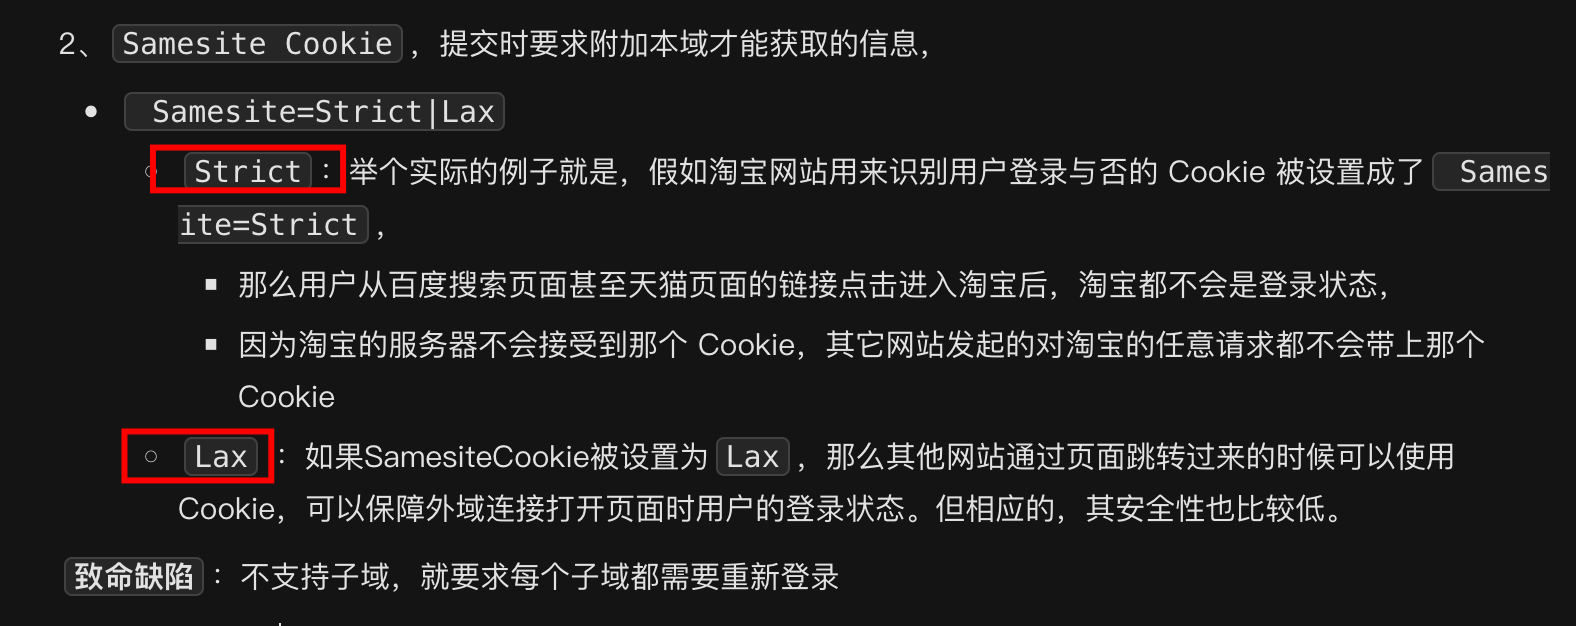 2、 Samesite Cookie ，提交时要求附加本域才能获取的信息，
• Samesite=Strict|Lax
○ Strict ：举个实际的例子就是，假如淘宝网站用来识别用户登录与否的 Cookie 被设置成了 Sames
ite=Strict ，
▪ 那么用户从百度搜索页面甚至天猫页面的链接点击进入淘宝后，淘宝都不会是登录状态，
▪ 因为淘宝的服务器不会接受到那个 Cookie，其它网站发起的对淘宝的任意请求都不会带上那个
Cookie
○ Lax ：如果SamesiteCookie被设置为 Lax ，那么其他网站通过页面跳转过来的时候可以使用
Cookie，可以保障外域连接打开页面时用户的登录状态。但相应的，其安全性也比较低。
致命缺陷 ：不支持子域，就要求每个子域都需要重新登录